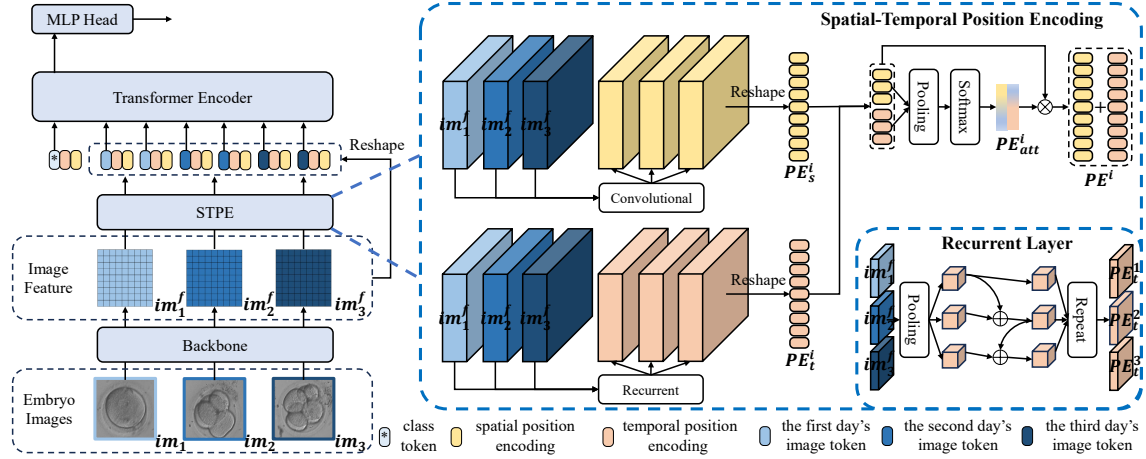 MLP Head
Transformer Encoder
Reshape
*
STPE
Image
Feature
im₁ᶠ
im₂ᶠ
im₃ᶠ
Backbone
Embryo
Images
im₁
im₂
im₃
Spatial-Temporal Position Encoding
im₁ᶠ
im₂ᶠ
im₃ᶠ
Convolutional
Reshape
PEₛⁱ
Pooling
Softmax
PEⁱₐₜₜ
+
PEⁱ
im₁ᶠ
im₂ᶠ
im₃ᶠ
Recurrent
Reshape
PEₜⁱ
Recurrent Layer
im₁ᶠ
im₂ᶠ
im₃ᶠ
Pooling
Repeat
PEₜ¹
PEₜ²
PEₜ³
* class
token
spatial position
encoding
temporal position
encoding
the first day's
image token
the second day's
image token
the third day's
image token